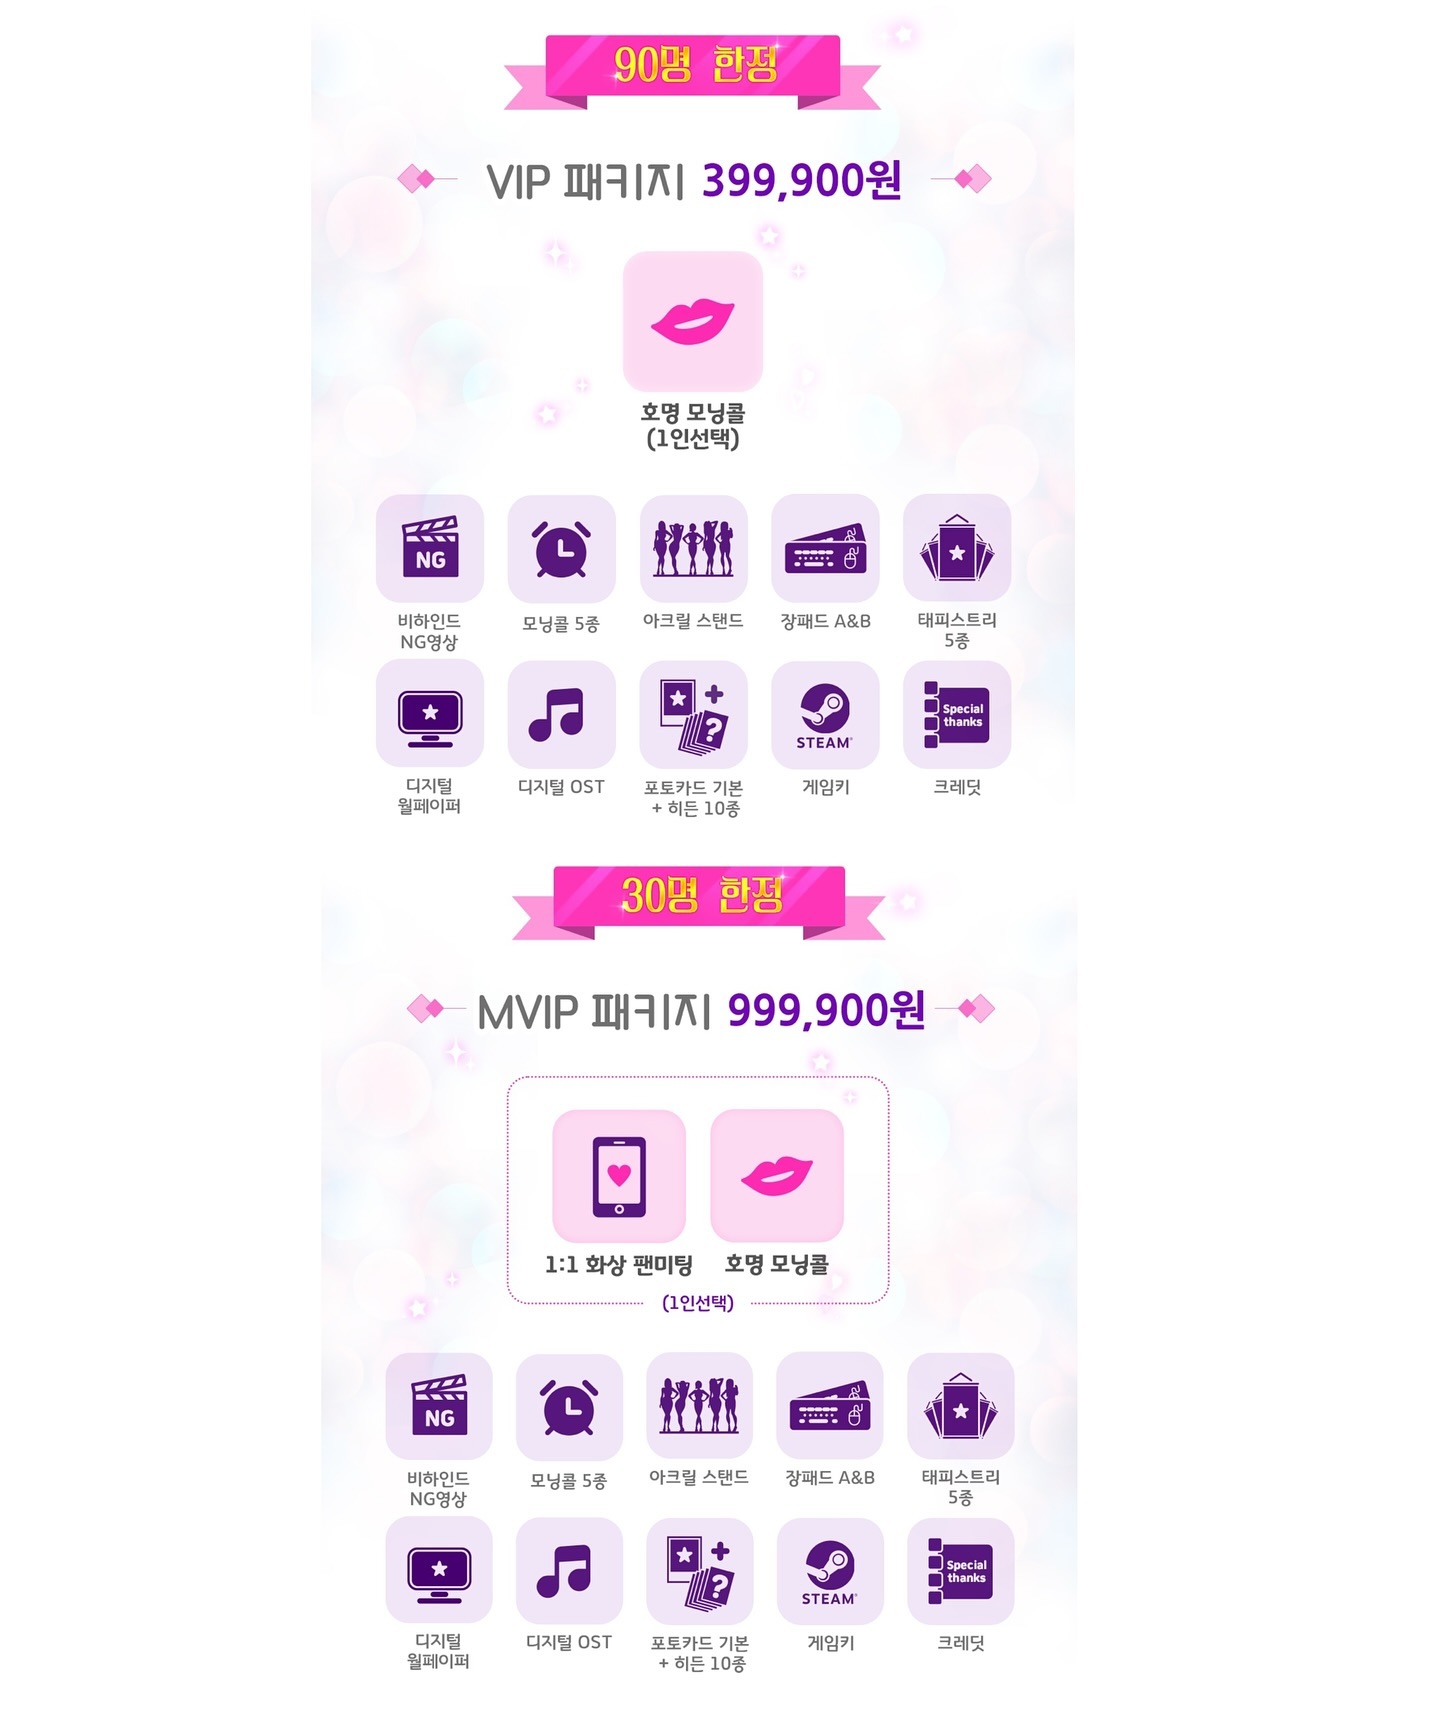 90명 한정
VIP 패키지 399,900원
호명 모닝콜
(1인선택)
NG
비하인드
NG영상
모닝콜 5종
아크릴 스탠드
장패드 A&B
태피스트리
5종
디지털
월페이퍼
디지털 OST
?
포토카드 기본
+ 히든 10종
STEAM®
게임키
Special
thanks
크레딧
30명 한정
MVIP 패키지 999,900원
1:1 화상 팬미팅 호명 모닝콜
(1인선택)
NG
비하인드
NG영상
모닝콜 5종
아크릴 스탠드
장패드 A&B
태피스트리
5종
디지털
월페이퍼
디지털 OST
?
포토카드 기본
+ 히든 10종
STEAM®
게임키
Special
thanks
크레딧